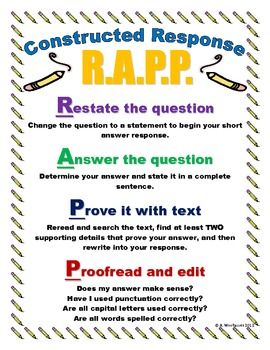 Constructed Response
R.A.P.P.
Restate the question
Change the question to a statement to begin your short
answer response.
Answer the question
Determine your answer and state it in a complete
sentence.
Prove it with text
Reread and search the text, find at least TWO
supporting details that prove your answer, and then
rewrite into your response.
Proofread and edit
Does my answer make sense?
Have I used punctuation correctly?
Are all capital letters used correctly?
Are all words spelled correctly?